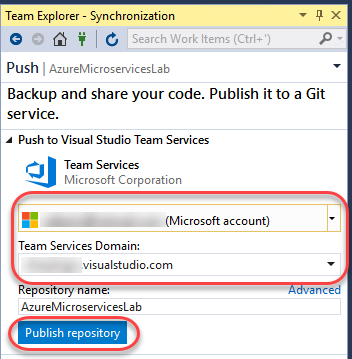 Team Explorer - Synchronization
Search Work Items (Ctrl+')
Push | AzureMicroservicesLab
Backup and share your code. Publish it to a Git
service.
Push to Visual Studio Team Services
Team Services
Microsoft Corporation
(Microsoft account)
Team Services Domain:
.visualstudio.com
Repository name:
Advanced
AzureMicroservicesLab
Publish repository